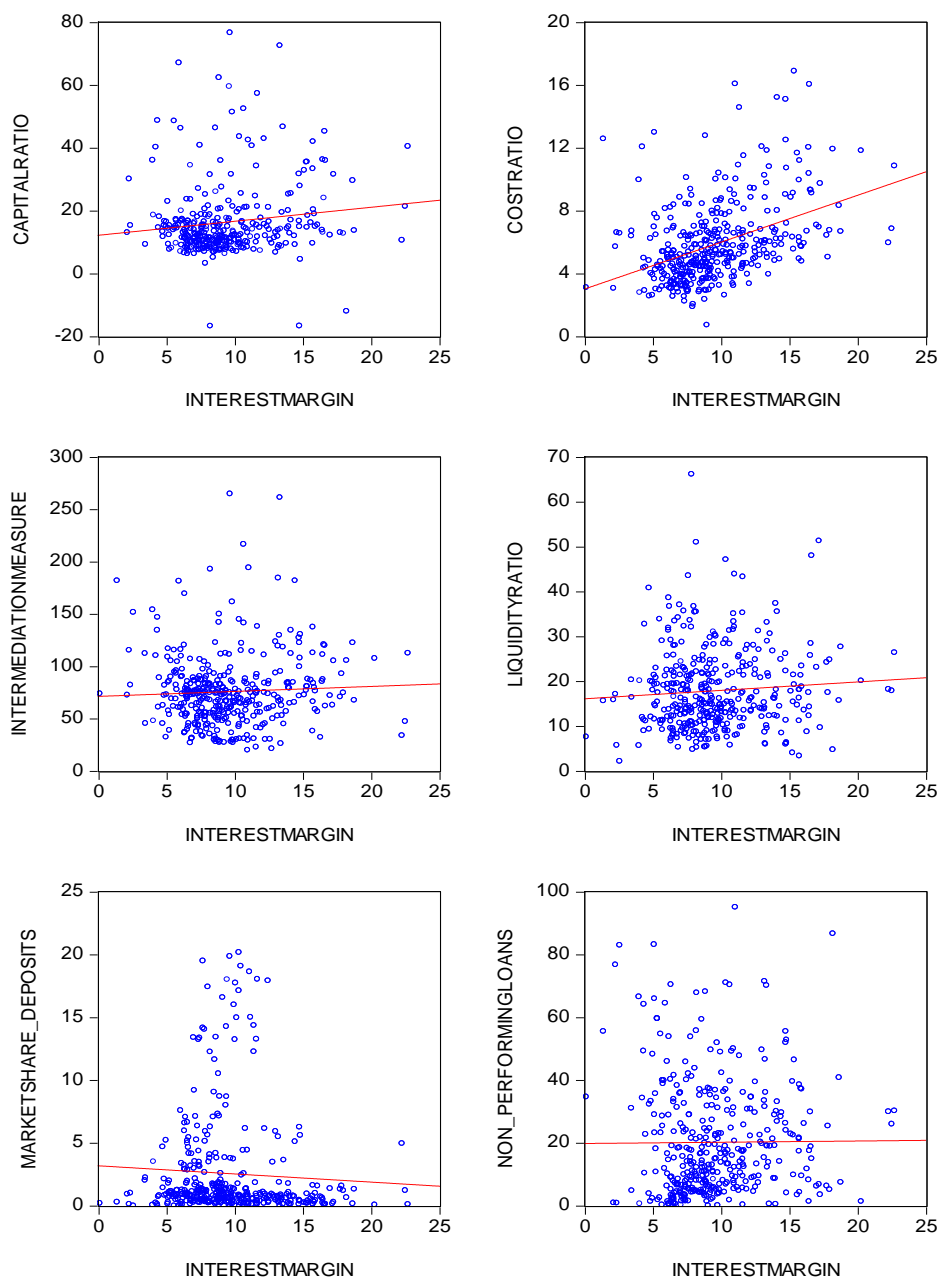 80
60
40
20
0
-20
0 5 10 15 20 25
CAPITALRATIO
INTERESTMARGIN
20
16
12
8
4
0
0 5 10 15 20 25
COSTRATIO
INTERESTMARGIN
300
250
200
150
100
50
0
0 5 10 15 20 25
INTERMEDIATIONMEASURE
INTERESTMARGIN
70
60
50
40
30
20
10
0
0 5 10 15 20 25
LIQUIDITYRATIO
INTERESTMARGIN
25
20
15
10
5
0
0 5 10 15 20 25
MARKETSHARE_DEPOSITS
INTERESTMARGIN
100
80
60
40
20
0
0 5 10 15 20 25
NON_PERFORMINGLOANS
INTERESTMARGIN